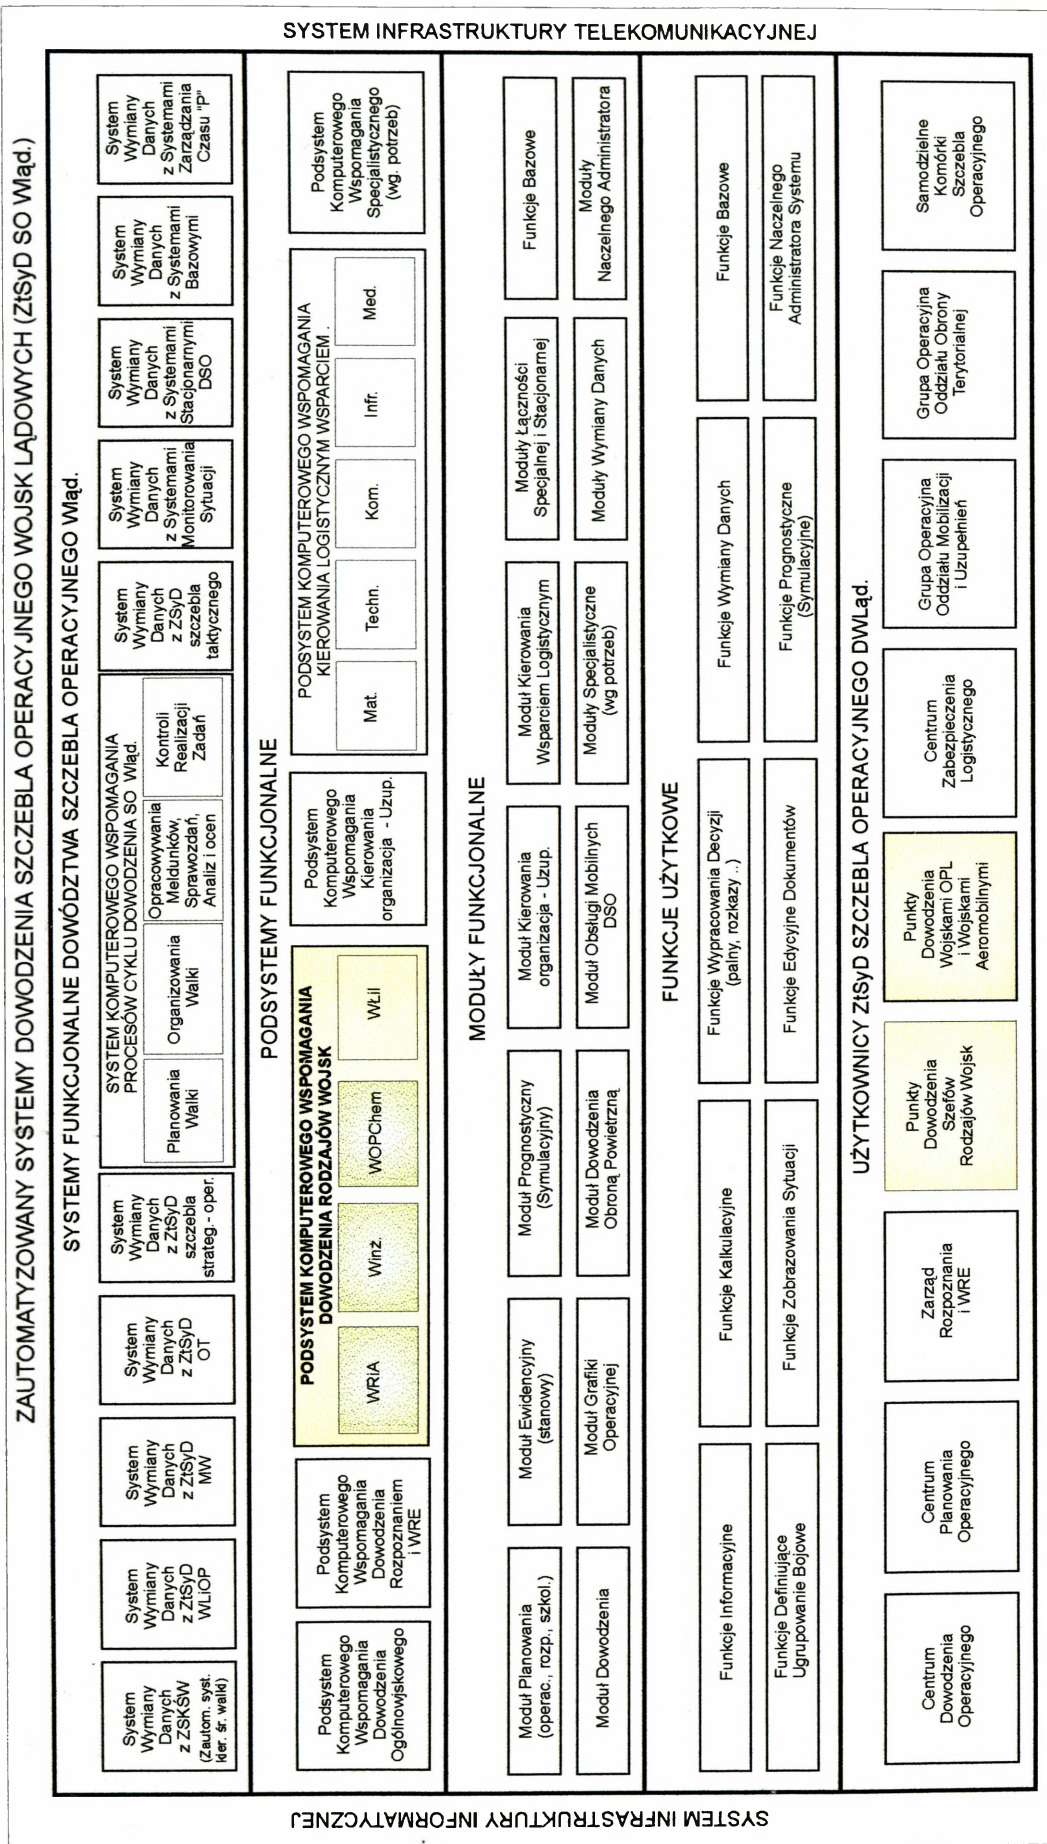 ZAUTOMATYZOWANY SYSTEMY DOWODZENIA SZCZEBLA OPERACYJNEGO WOJSK LĄDOWYCH (ZtSyD SO Wląd.)
SYSTEM INFRASTRUKTURY INFORMATYCZNEJ
SYSTEM INFRASTRUKTURY TELEKOMUNIKACYJNEJ
SYSTEMY FUNKCJONALNE DOWÓDZTWA SZCZEBLA OPERACYJNEGO Wląd.
System
Wymiany
Danych
z ZSKŚW
(Zautom. syst.
kier. śr. walki)
System
Wymiany
Danych
z ZtSyD
WLiOP
System
Wymiany
Danych
z ZtSyD
MW
System
Wymiany
Danych
z ZtSyD
OT
System
Wymiany
Danych
z ZtSyD
szczebla
strateg.- oper.
SYSTEM KOMPUTEROWEGO WSPOMAGANIA
PROCESÓW CYKLU DOWODZENIA SO Wląd.
Planowania
Walki
Organizowania
Walki
Opracowywania
Meldunków,
Sprawozdań,
Analiz i ocen
Kontroli
Realizacji
Zadań
System
Wymiany
Danych
z ZSyD
szczebla
taktycznego
System
Wymiany
Danych
z Systemami
Monitorowania
Sytuacji
System
Wymiany
Danych
z Systemami
Stacjonarnymi
DSO
System
Wymiany
Danych
z Systemami
Bazowymi
System
Wymiany
Danych
z Systemami
Zarządzania
Czasu "P"
PODSYSTEMY FUNKCJONALNE
Podsystem
Komputerowego
Wspomagania
Dowodzenia
Ogólnowjskowego
Podsystem
Komputerowego
Wspomagania
Dowodzenia
Rozpoznaniem
i WRE
PODSYSTEM KOMPUTEROWEGO WSPOMAGANIA
DOWODZENIA RODZAJÓW WOJSK
WRiA
Winż.
WOPChem
WŁiI
Podsystem
Komputerowego
Wspomagania
Kierowania
organizacja - Uzup.
PODSYSTEM KOMPUTEROWEGO WSPOMAGANIA
KIEROWANIA LOGISTYCZNYM WSPARCIEM .
Mat.
Techn.
Kom.
Infr.
Med.
Podsystem
Komputerowego
Wspomagania
Specjalistycznego
(wg. potrzeb)
MODUŁY FUNKCJONALNE
Moduł Planowania
(operac., rozp., szkol.)
Moduł Ewidencyjny
(stanowy)
Moduł Prognostyczny
(Symulacyjny)
Moduł Kierowania
organizacja - Uzup.
Moduł Kierowania
Wsparciem Logistycznym
Moduły Łączności
Specjalnej i Stacjonarnej
Funkcje Bazowe
Moduł Dowodzenia
Moduł Grafiki
Operacyjnej
Moduł Dowodzenia
Obroną Powietrzną
Moduł Obsługi Mobilnych
DSO
Moduły Specjalistyczne
(wg potrzeb)
Moduły Wymiany Danych
Moduły
Naczelnego Administratora
FUNKCJE UŻYTKOWE
Funkcje Informacyjne
Funkcje Kalkulacyjne
Funkcje Wypracowania Decyzji
(palny, rozkazy ..)
Funkcje Wymiany Danych
Funkcje Bazowe
Funkcje Definiujące
Ugrupowanie Bojowe
Funkcje Zobrazowania Sytuacji
Funkcje Edycyjne Dokumentów
Funkcje Prognostyczne
(Symulacyjne)
Funkcje Naczelnego
Administratora Systemu
UŻYTKOWNICY ZtSyD SZCZEBLA OPERACYJNEGO DWLąd.
Centrum
Dowodzenia
Operacyjnego
Centrum
Planowania
Operacyjnego
Zarząd
Rozpoznania
i WRE
Punkty
Dowodzenia
Szefów
Rodzajów Wojsk
Punkty
Dowodzenia
Wojskami OPL
i Wojskami
Aeromobilnymi
Centrum
Zabezpieczenia
Logistycznego
Grupa Operacyjna
Oddziału Mobilizacji
i Uzupełnień
Grupa Operacyjna
Oddziału Obrony
Terytorialnej
Samodzielne
Komórki
Szczebla
Operacyjnego